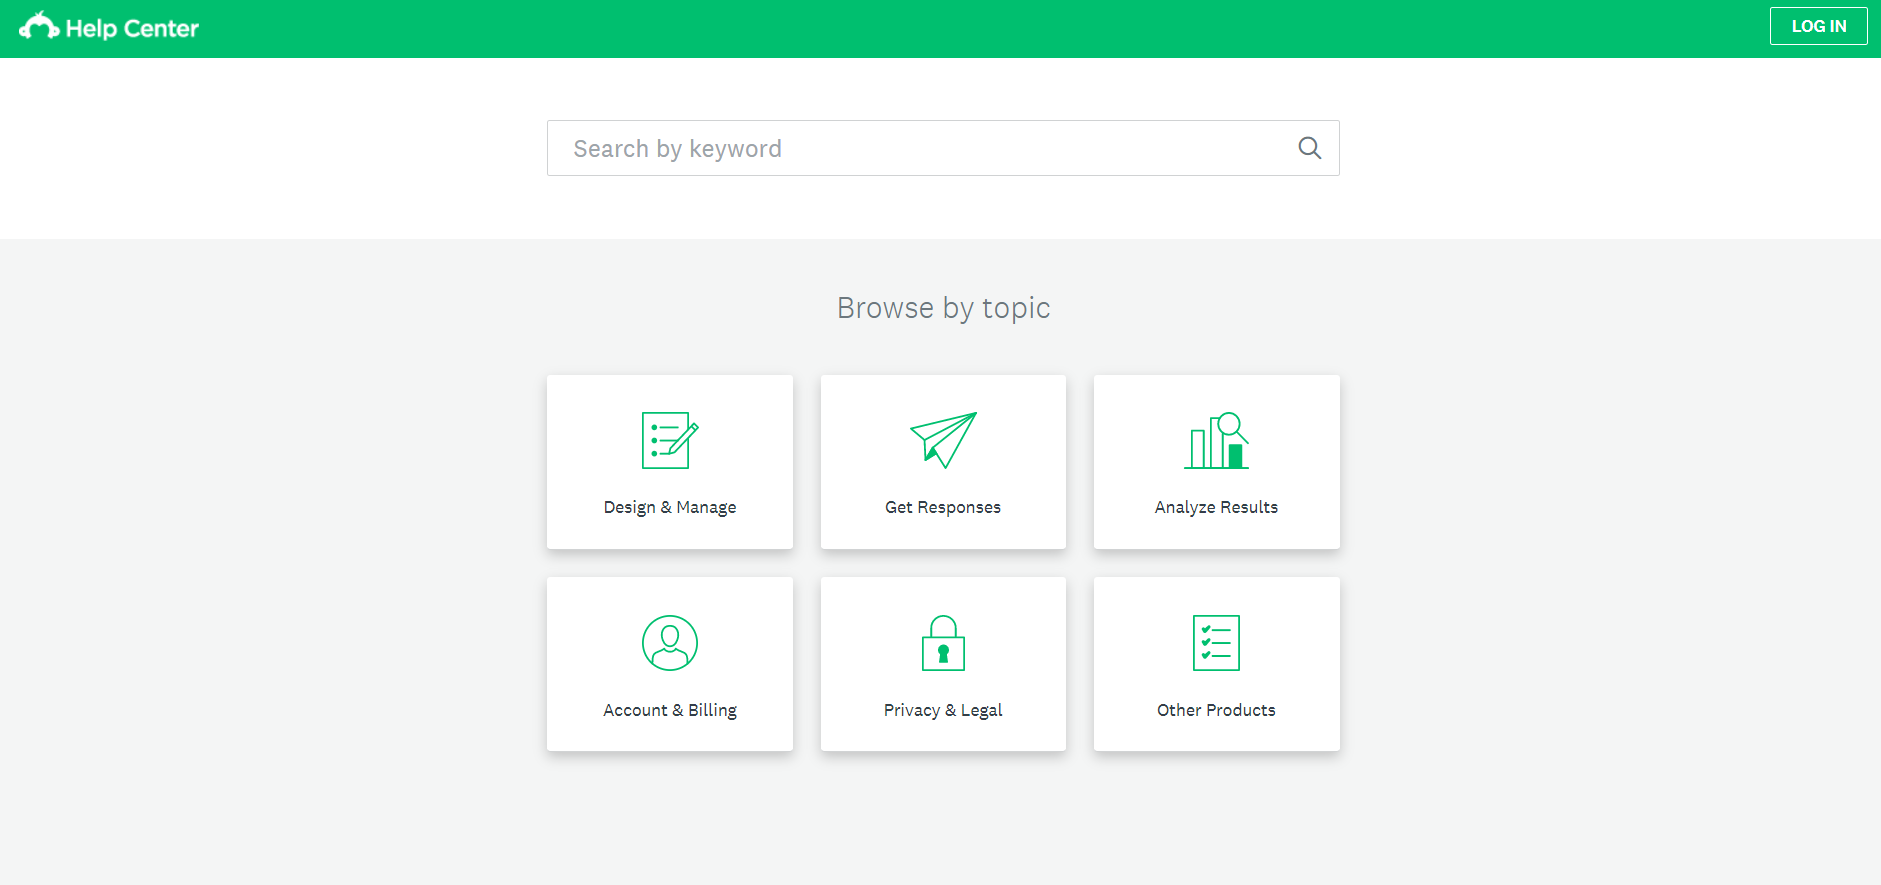 Help Center
LOG IN
Search by keyword
Browse by topic
Design & Manage
Get Responses
Analyze Results
Account & Billing
Privacy & Legal
Other Products